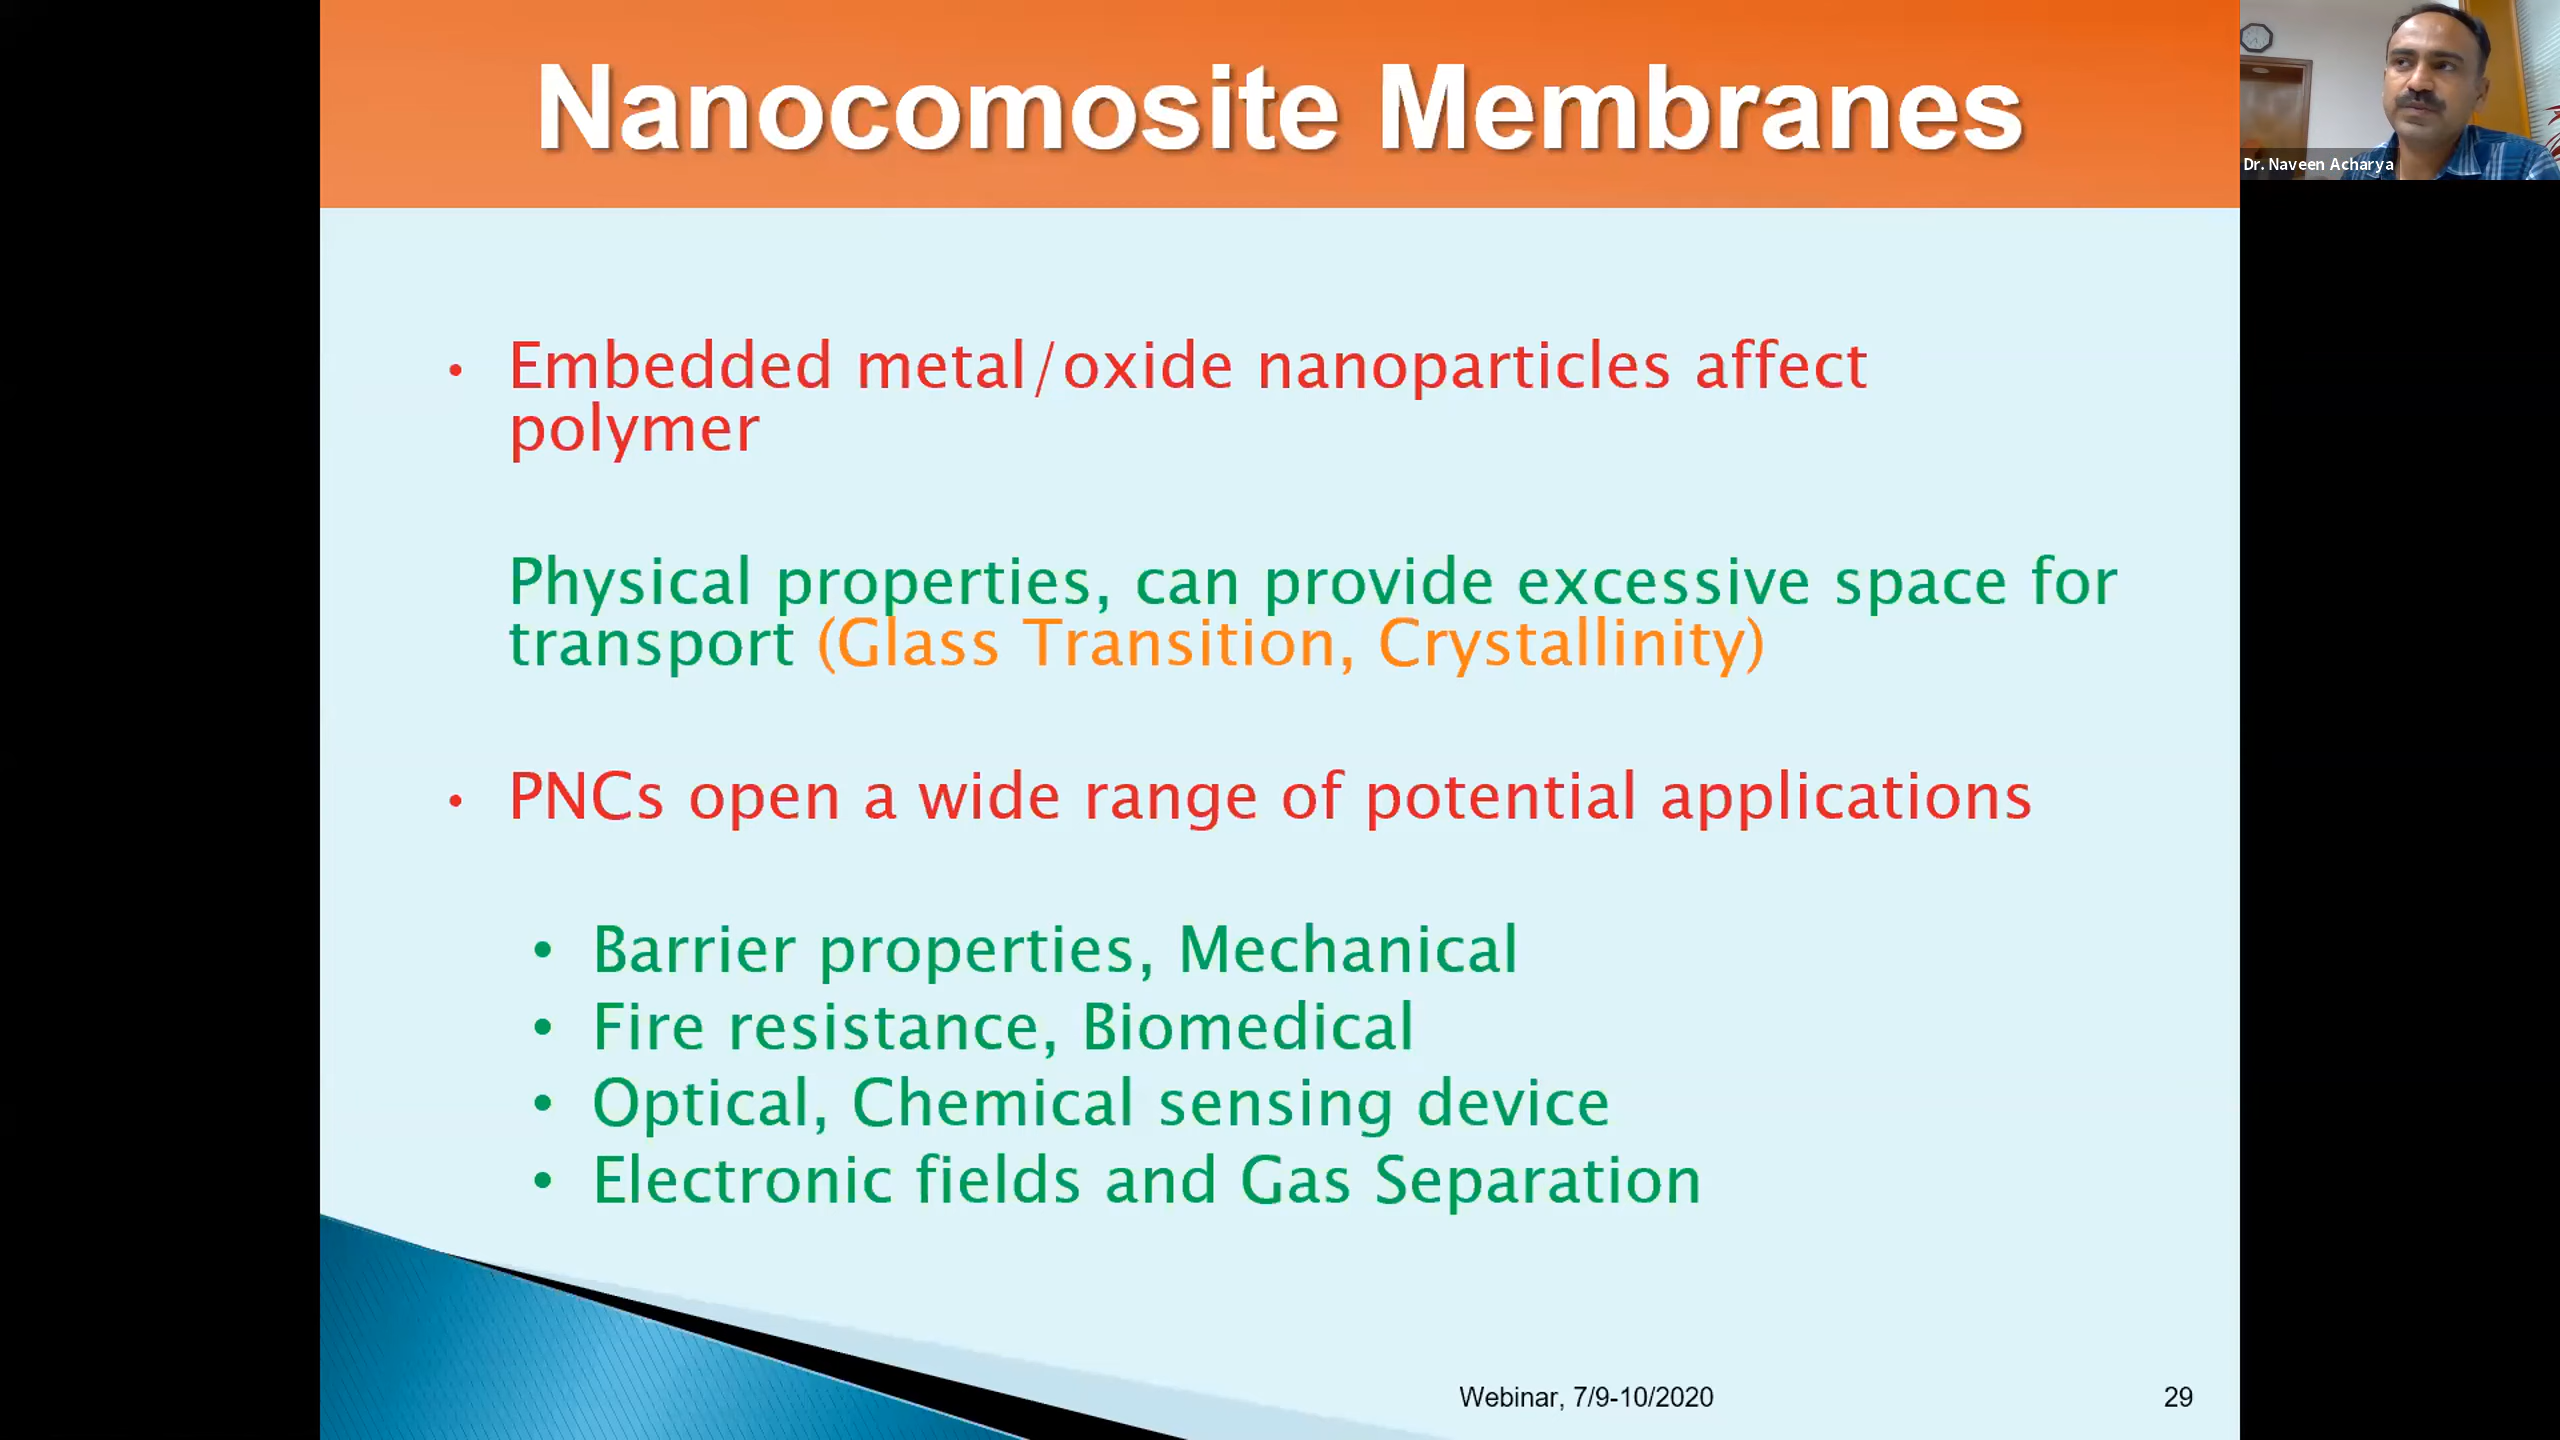 Nanocomosite Membranes
Dr. Naveen Acharya
• Embedded metal/oxide nanoparticles affect
polymer
Physical properties, can provide excessive space for
transport (Glass Transition, Crystallinity)
• PNCs open a wide range of potential applications
• Barrier properties, Mechanical
• Fire resistance, Biomedical
• Optical, Chemical sensing device
• Electronic fields and Gas Separation
Webinar, 7/9-10/2020
29